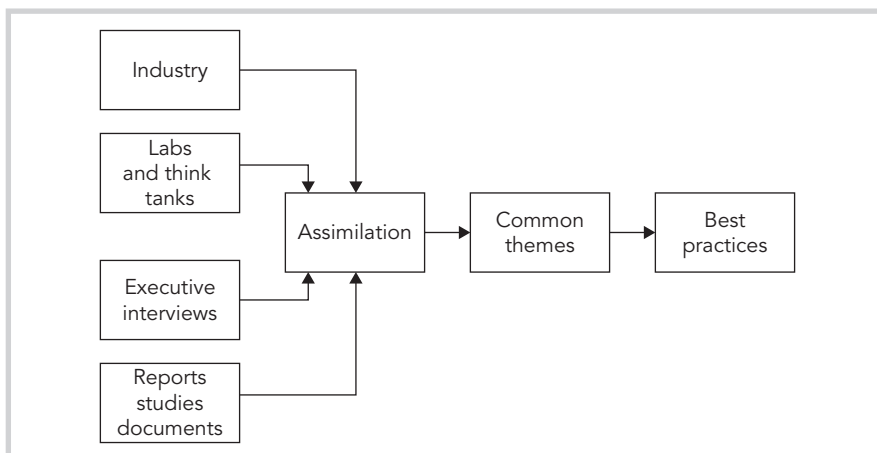 Industry
Labs
and think
tanks
Assimilation
Common
themes
Best
practices
Executive
interviews
Reports
studies
documents